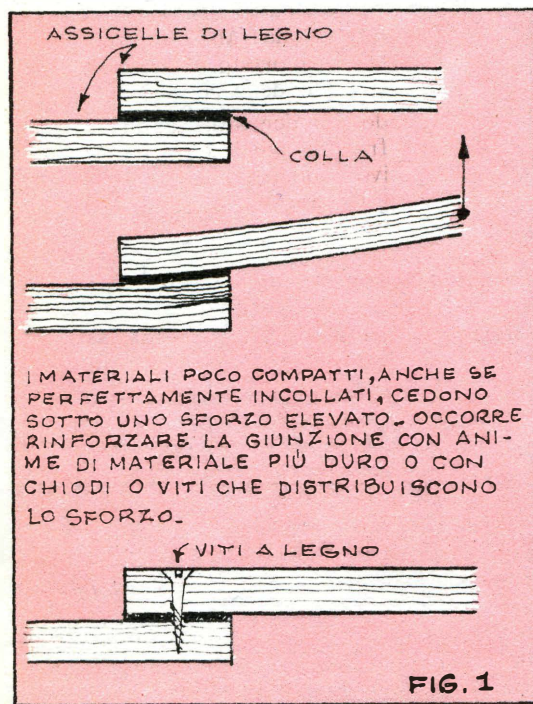 ASSICELLE DI LEGNO
COLLA
I MATERIALI POCO COMPATTI, ANCHE SE
PERFETTAMENTE INCOLLATI, CEDONO
SOTTO UNO SFORZO ELEVATO. OCCORRE
RINFORZARE LA GIUNZIONE CON ANI-
ME DI MATERIALE PIÙ DURO O CON
CHIODI O VITI CHE DISTRIBUISCONO
LO SFORZO.
VITI A LEGNO
FIG. 1